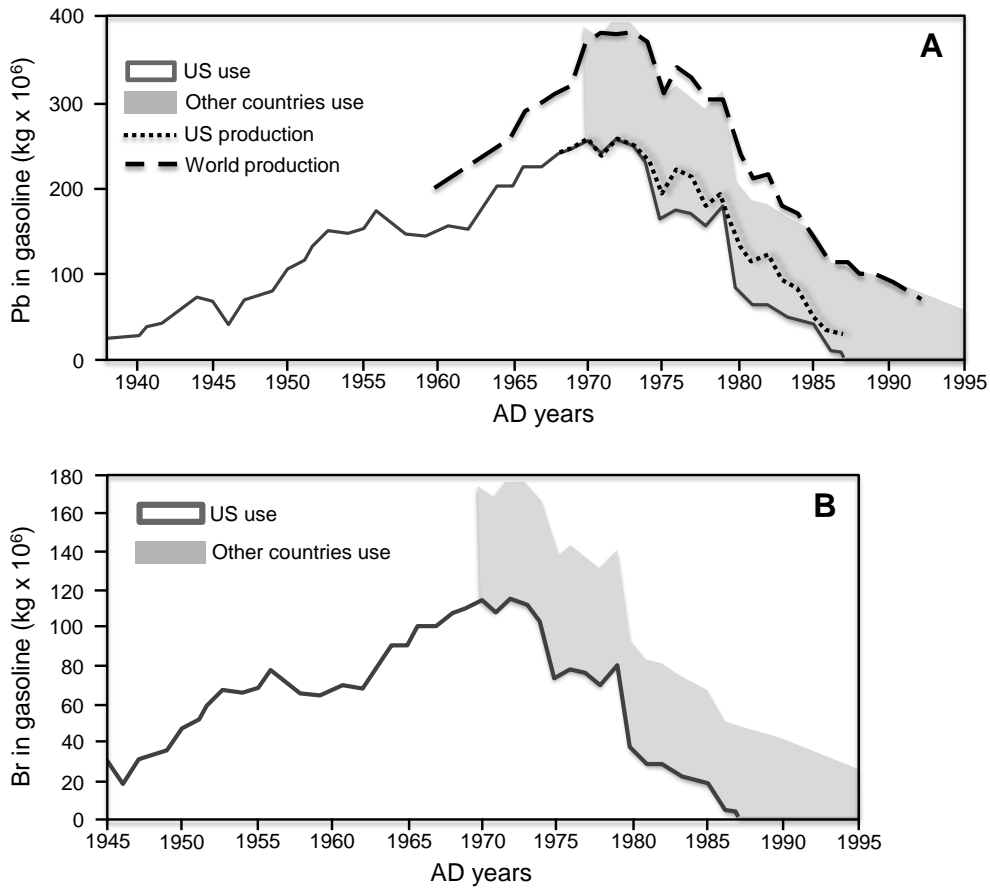 400
300
200
100
0
Pb in gasoline (kg x 10⁶)
A
US use
Other countries use
US production
World production
1940 1945 1950 1955 1960 1965 1970 1975 1980 1985 1990 1995
AD years
180
160
140
120
100
80
60
40
20
0
Br in gasoline (kg x 10⁶)
B
US use
Other countries use
1945 1950 1955 1960 1965 1970 1975 1980 1985 1990 1995
AD years